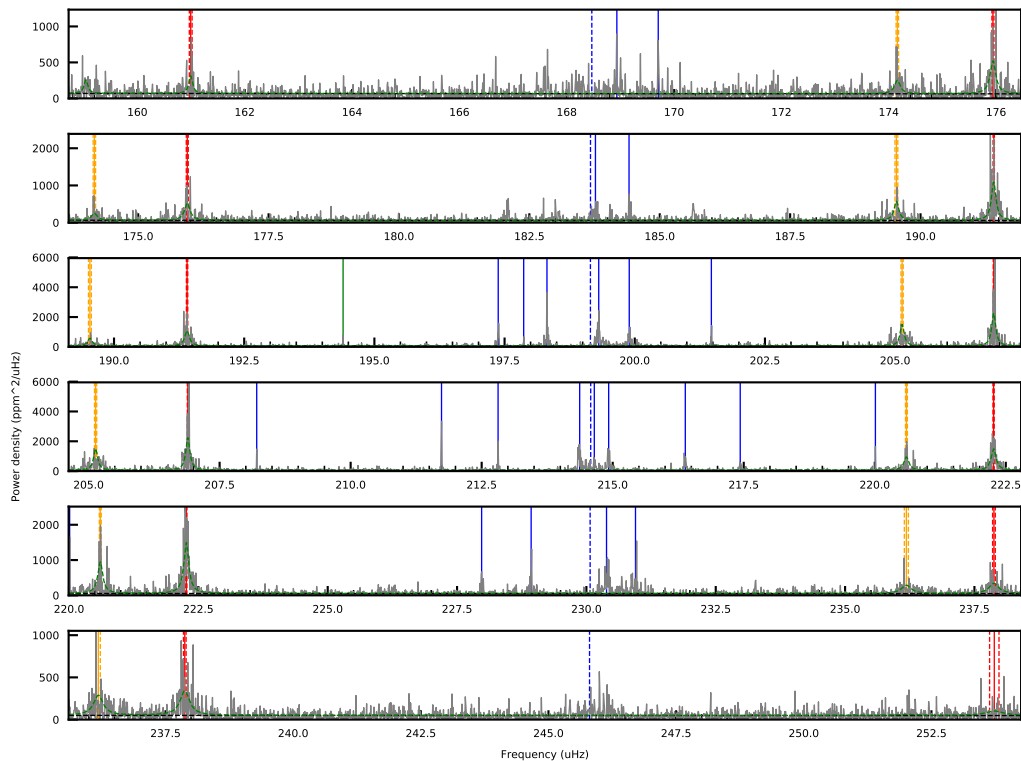 1000
500
0
160 162 164 166 168 170 172 174 176
2000
1000
0
175.0 177.5 180.0 182.5 185.0 187.5 190.0
6000
4000
2000
0
190.0 192.5 195.0 197.5 200.0 202.5 205.0
Power density (ppm^2/uHz)
6000
4000
2000
0
205.0 207.5 210.0 212.5 215.0 217.5 220.0 222.5
2000
1000
0
220.0 222.5 225.0 227.5 230.0 232.5 235.0 237.5
1000
500
0
237.5 240.0 242.5 245.0 247.5 250.0 252.5
Frequency (uHz)